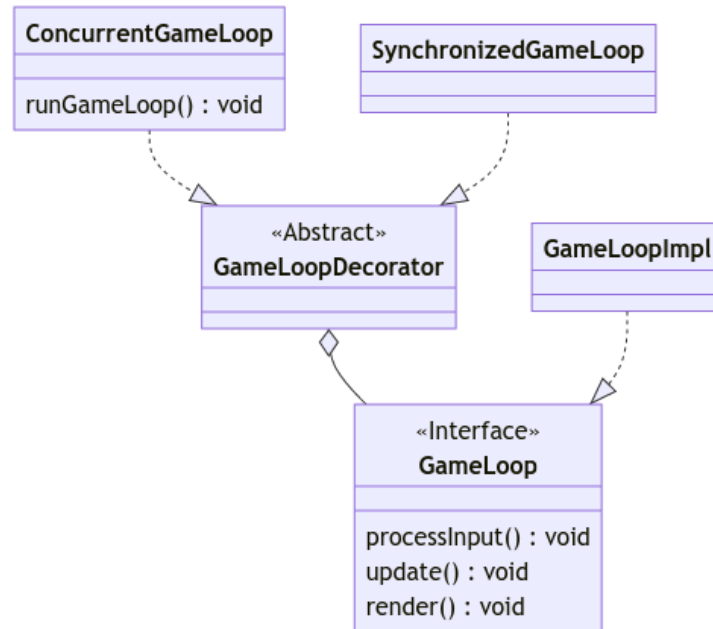 ConcurrentGameLoop
runGameLoop() : void
SynchronizedGameLoop
«Abstract»
GameLoopDecorator
GameLoopImpl
«Interface»
GameLoop
processInput() : void
update() : void
render() : void